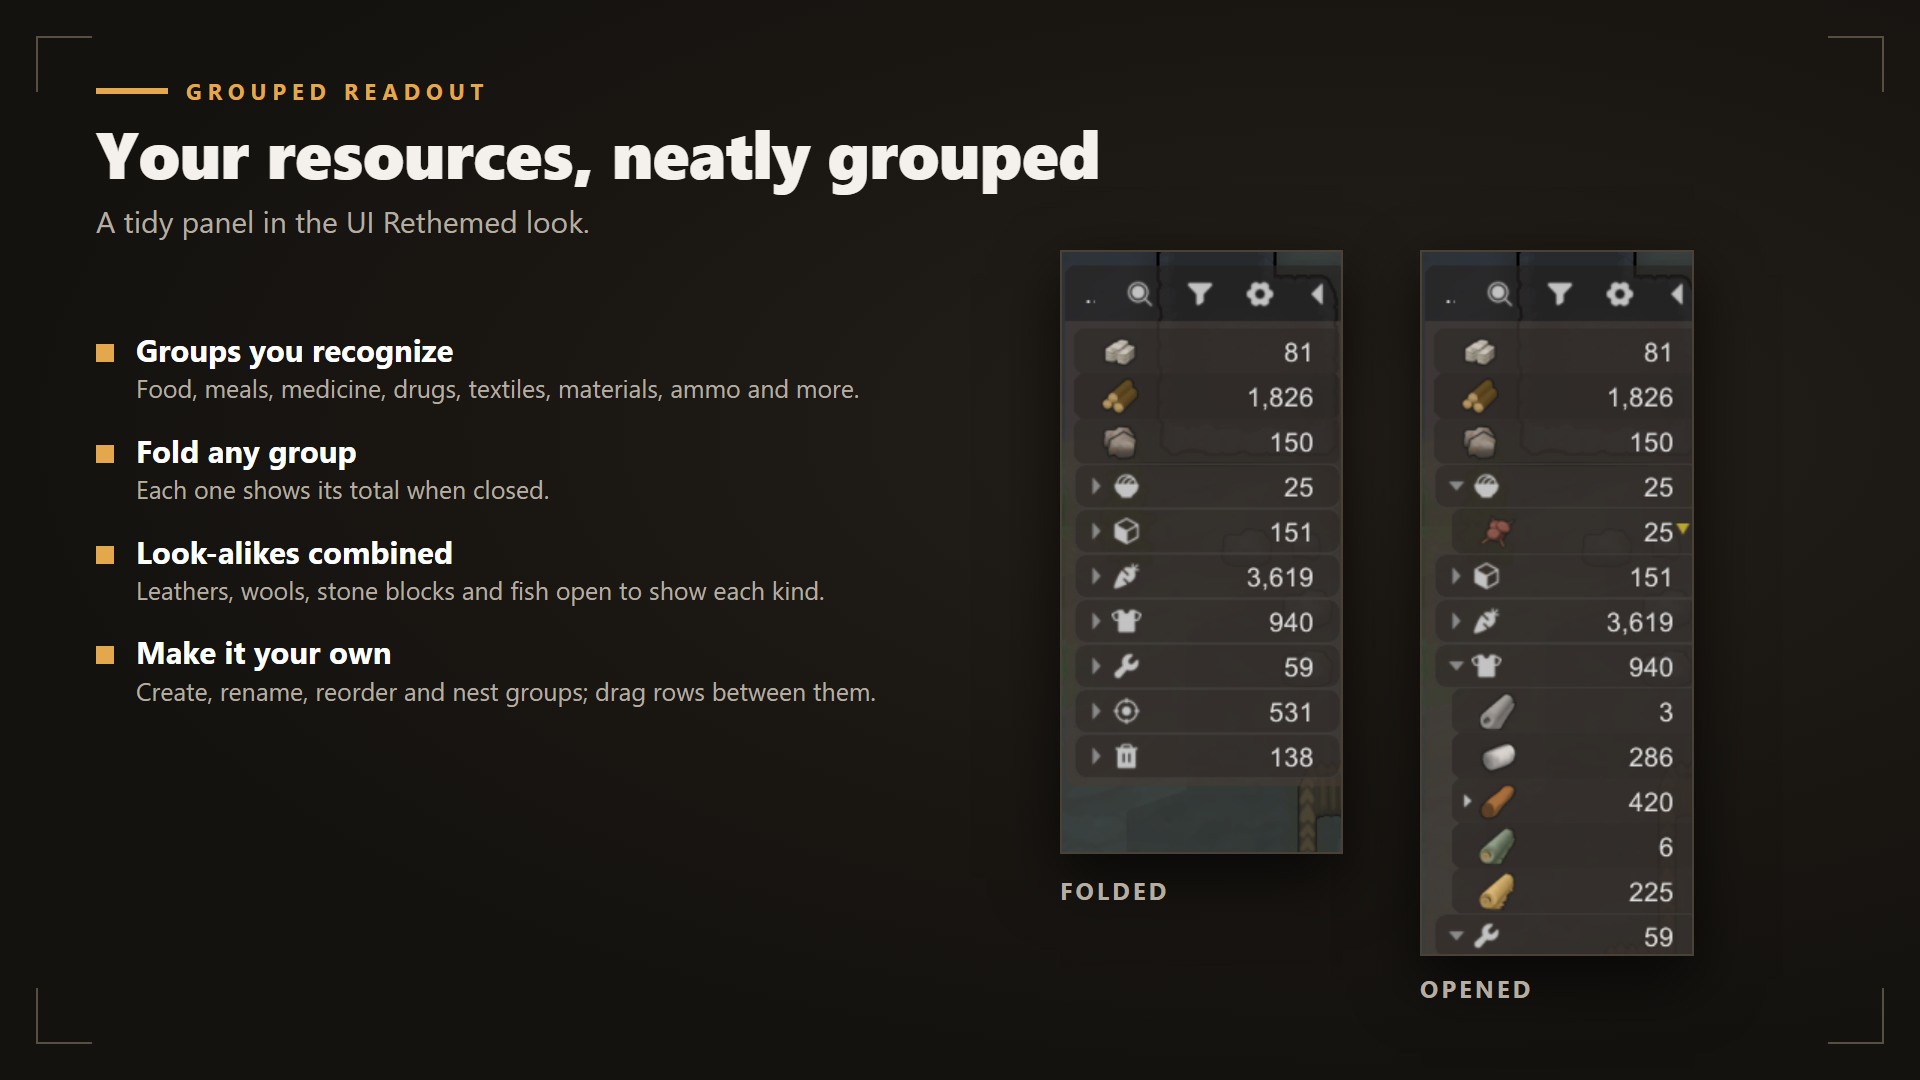 GROUPED READOUT
Your resources, neatly grouped
A tidy panel in the UI Rethemed look.
Groups you recognize
Food, meals, medicine, drugs, textiles, materials, ammo and more.
Fold any group
Each one shows its total when closed.
Look-alikes combined
Leathers, wools, stone blocks and fish open to show each kind.
Make it your own
Create, rename, reorder and nest groups; drag rows between them.
..
81
1,826
150
25
151
3,619
940
59
531
138
FOLDED
..
81
1,826
150
25
25
151
3,619
940
3
286
420
6
225
59
OPENED